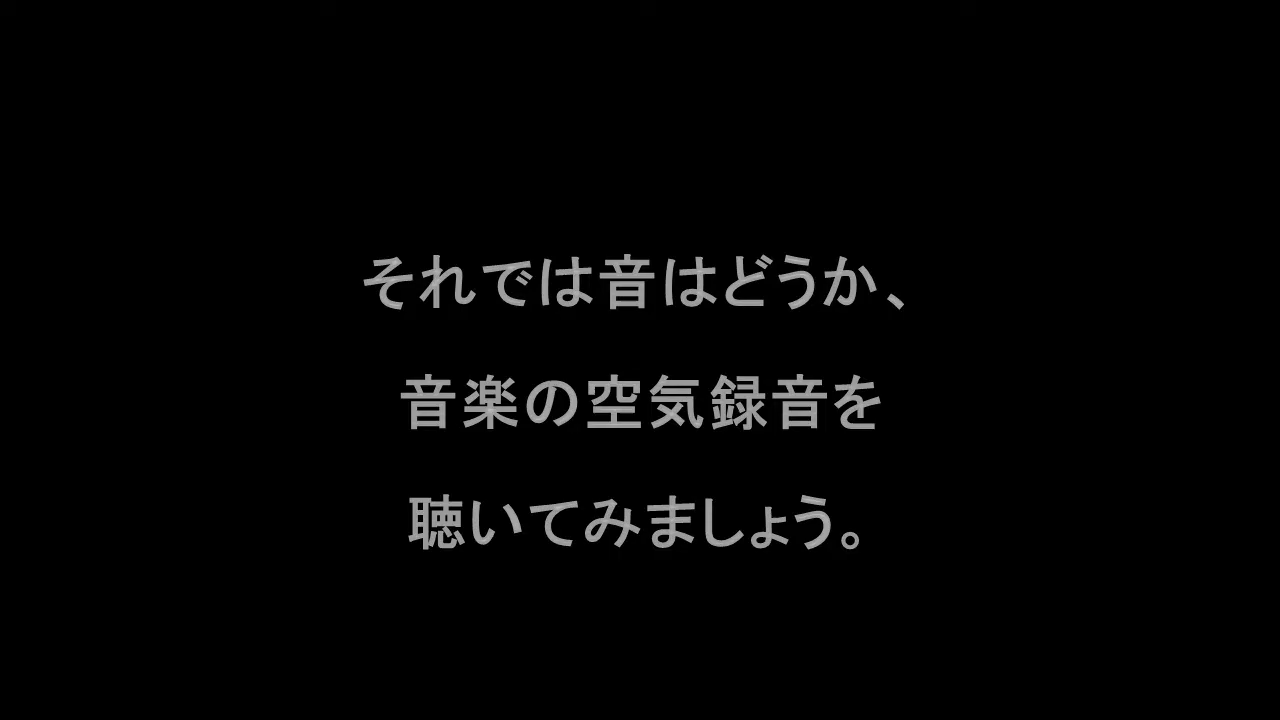 それでは音はどうか、
音楽の空気録音を
聴いてみましょう。